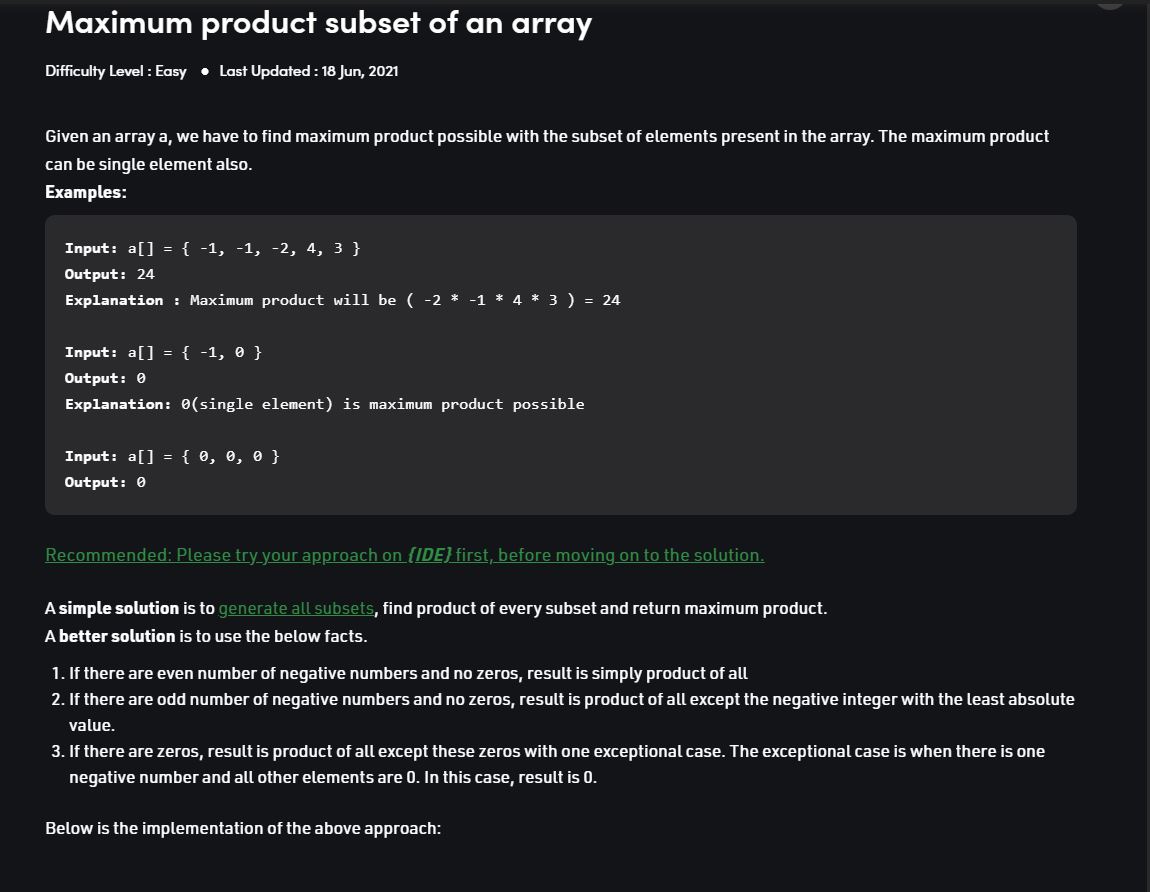 Maximum product subset of an array
Difficulty Level : Easy ● Last Updated : 18 Jun, 2021
Given an array a, we have to find maximum product possible with the subset of elements present in the array. The maximum product
can be single element also.
Examples:
Input: a[] = { -1, -1, -2, 4, 3 }
Output: 24
Explanation : Maximum product will be ( -2 * -1 * 4 * 3 ) = 24
Input: a[] = { -1, 0 }
Output: 0
Explanation: 0(single element) is maximum product possible
Input: a[] = { 0, 0, 0 }
Output: 0
Recommended: Please try your approach on {IDE} first, before moving on to the solution.
A simple solution is to generate all subsets, find product of every subset and return maximum product.
A better solution is to use the below facts.
1. If there are even number of negative numbers and no zeros, result is simply product of all
2. If there are odd number of negative numbers and no zeros, result is product of all except the negative integer with the least absolute
value.
3. If there are zeros, result is product of all except these zeros with one exceptional case. The exceptional case is when there is one
negative number and all other elements are 0. In this case, result is 0.
Below is the implementation of the above approach: